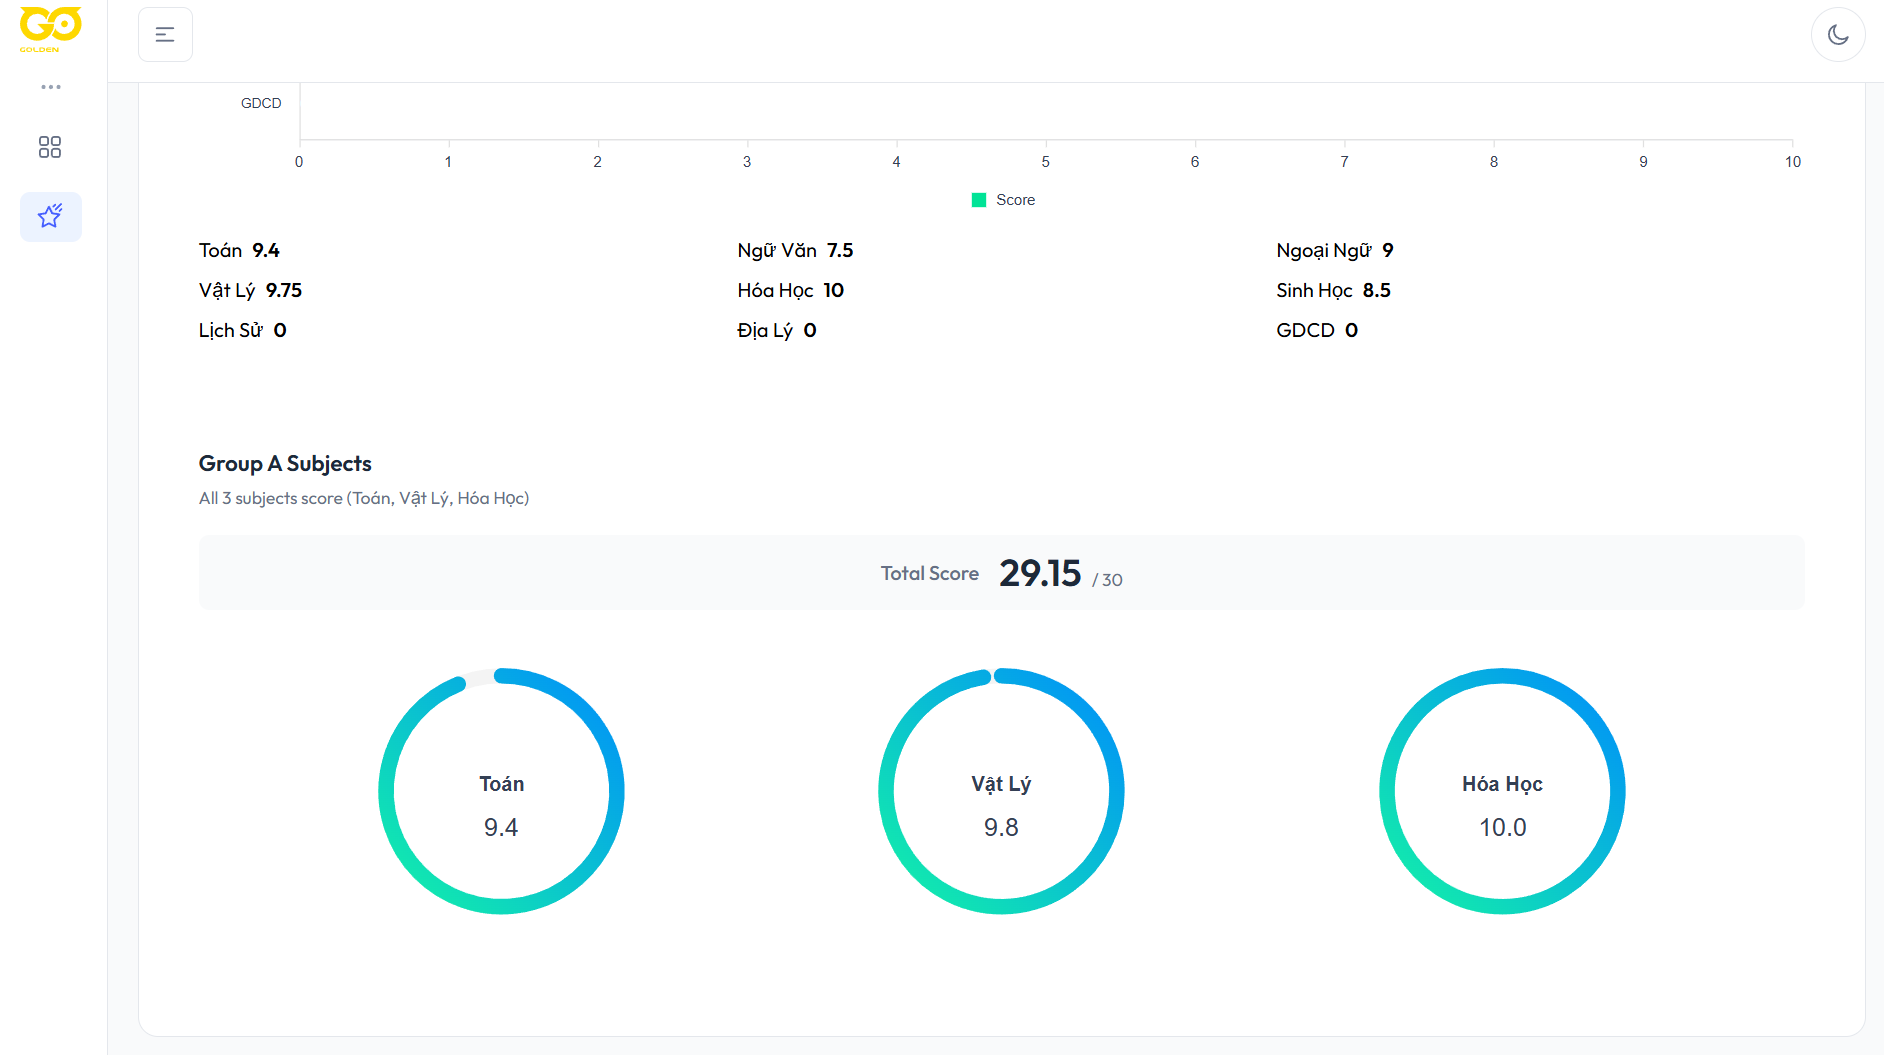 GO
GOLDEN
GDCD
0 1 2 3 4 5 6 7 8 9 10
Score
Toán 9.4 Ngữ Văn 7.5 Ngoại Ngữ 9
Vật Lý 9.75 Hóa Học 10 Sinh Học 8.5
Lịch Sử 0 Địa Lý 0 GDCD 0
Group A Subjects
All 3 subjects score (Toán, Vật Lý, Hóa Học)
Total Score 29.15 / 30
Toán Vật Lý Hóa Học
9.4 9.8 10.0